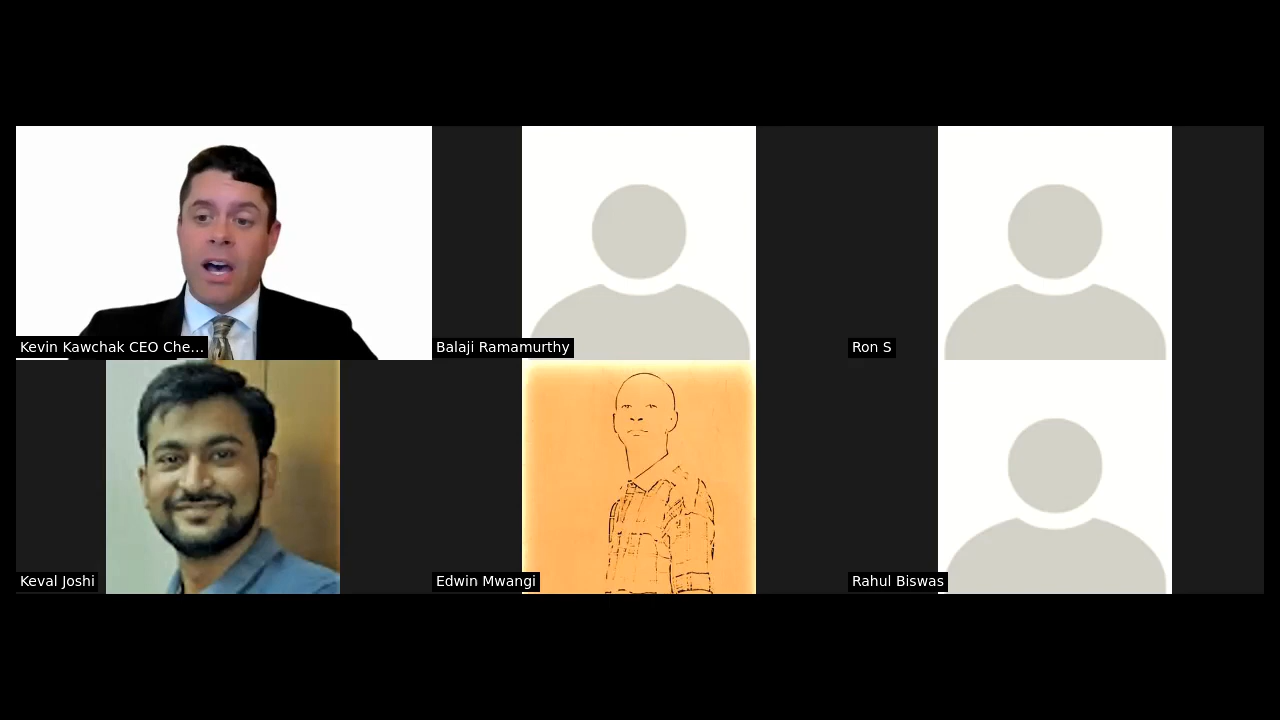 Kevin Kawchak CEO Che...
Balaji Ramamurthy
Ron S
Keval Joshi
Edwin Mwangi
Rahul Biswas